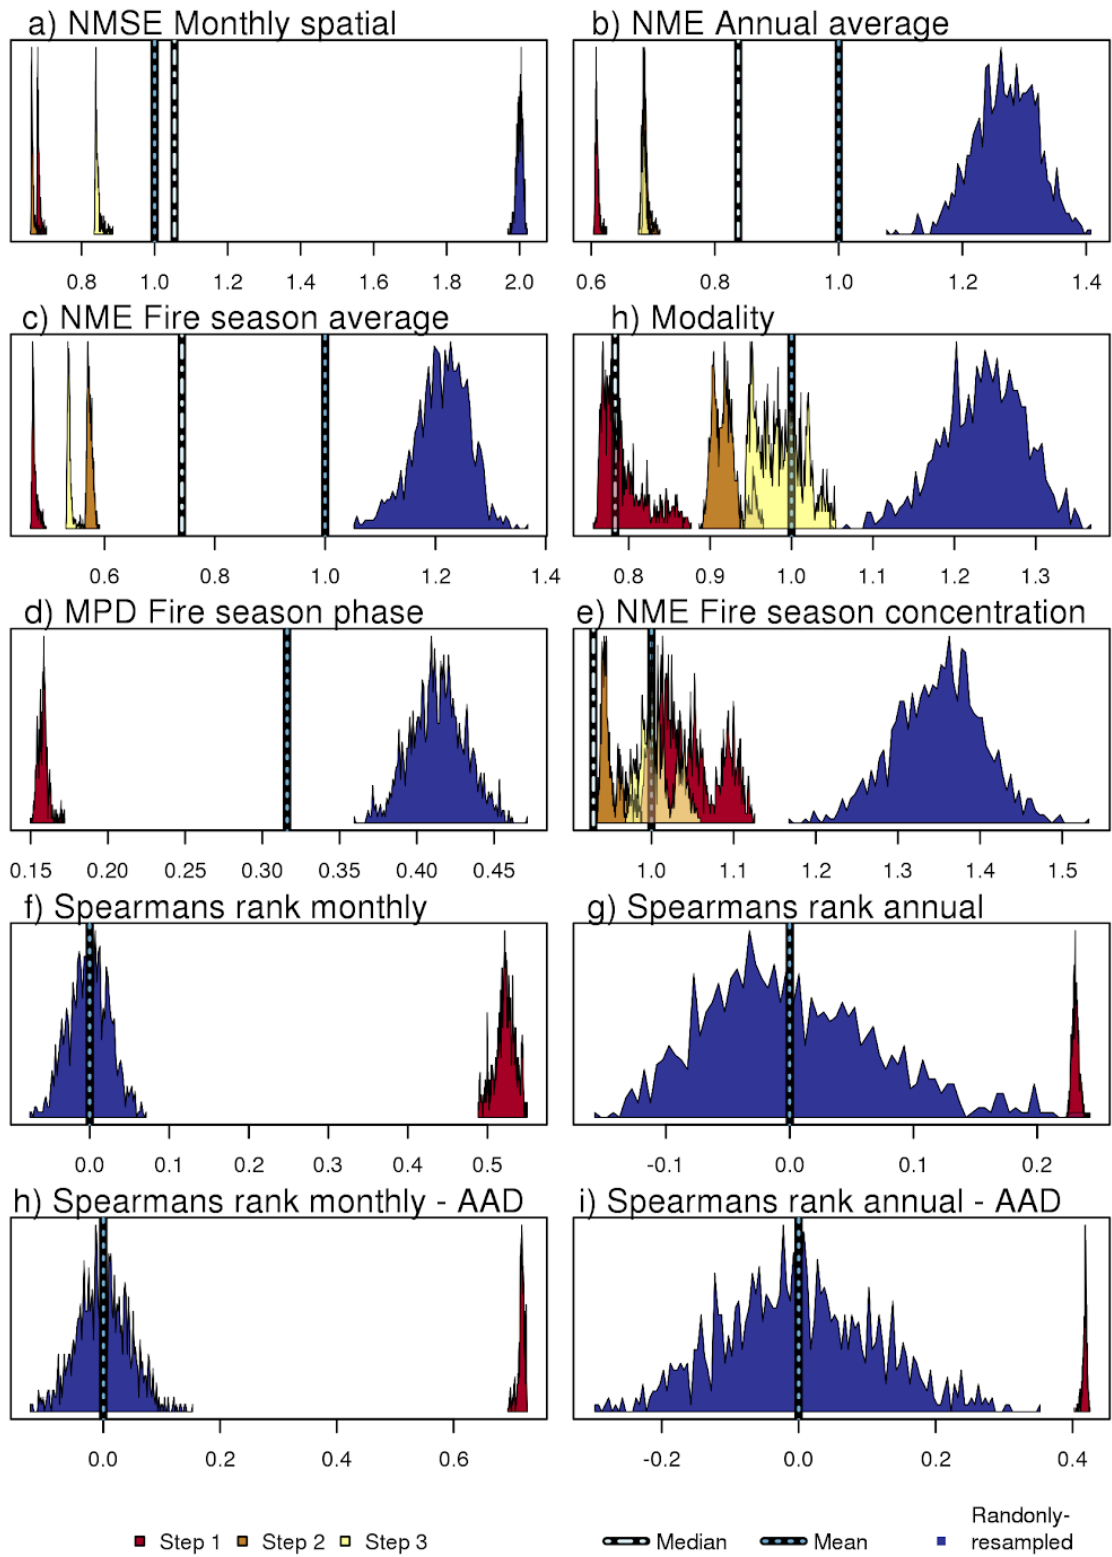 a) NMSE Monthly spatial
0.8 1.0 1.2 1.4 1.6 1.8 2.0
b) NME Annual average
0.6 0.8 1.0 1.2 1.4
c) NME Fire season average
0.6 0.8 1.0 1.2 1.4
h) Modality
0.8 0.9 1.0 1.1 1.2 1.3
d) MPD Fire season phase
0.15 0.20 0.25 0.30 0.35 0.40 0.45
e) NME Fire season concentration
1.0 1.1 1.2 1.3 1.4 1.5
f) Spearmans rank monthly
0.0 0.1 0.2 0.3 0.4 0.5
g) Spearmans rank annual
-0.1 0.0 0.1 0.2
h) Spearmans rank monthly - AAD
0.0 0.2 0.4 0.6
i) Spearmans rank annual - AAD
-0.2 0.0 0.2 0.4
Step 1 Step 2 Step 3
Median Mean
Randonly-
resampled